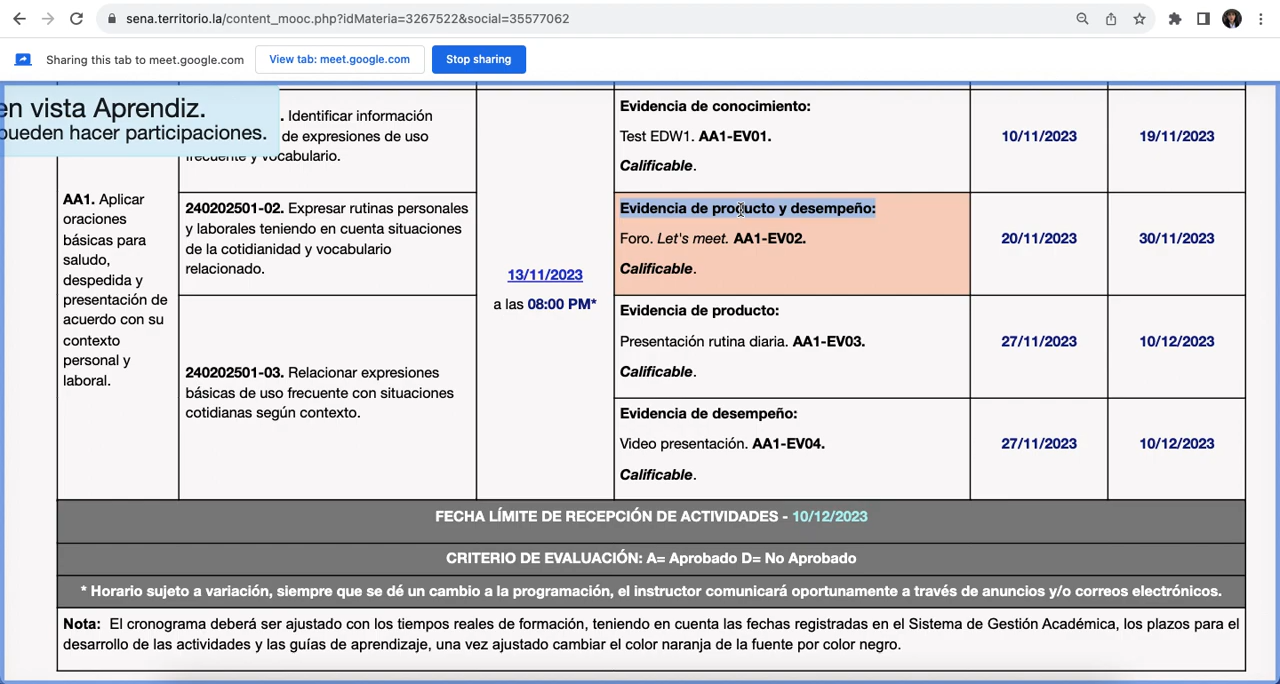 sena.territorio.la/content_mooc.php?idMateria=3267522&social=35577062
Sharing this tab to meet.google.com
View tab: meet.google.com
Stop sharing
en vista Aprendiz.
pueden hacer participaciones.
. Identificar información
de expresiones de uso
frecuente y vocabulario.
AA1. Aplicar
oraciones
básicas para
saludo,
despedida y
presentación de
acuerdo con su
contexto
personal y
laboral.
240202501-02. Expresar rutinas personales
y laborales teniendo en cuenta situaciones
de la cotidianidad y vocabulario
relacionado.
240202501-03. Relacionar expresiones
básicas de uso frecuente con situaciones
cotidianas según contexto.
13/11/2023
a las 08:00 PM*
Evidencia de conocimiento:
Test EDW1. AA1-EV01.
Calificable.
10/11/2023
19/11/2023
Evidencia de producto y desempeño:
Foro. Let's meet. AA1-EV02.
Calificable.
20/11/2023
30/11/2023
Evidencia de producto:
Presentación rutina diaria. AA1-EV03.
Calificable.
27/11/2023
10/12/2023
Evidencia de desempeño:
Video presentación. AA1-EV04.
Calificable.
27/11/2023
10/12/2023
FECHA LÍMITE DE RECEPCIÓN DE ACTIVIDADES - 10/12/2023
CRITERIO DE EVALUACIÓN: A= Aprobado D= No Aprobado
* Horario sujeto a variación, siempre que se dé un cambio a la programación, el instructor comunicará oportunamente a través de anuncios y/o correos electrónicos.
Nota: El cronograma deberá ser ajustado con los tiempos reales de formación, teniendo en cuenta las fechas registradas en el Sistema de Gestión Académica, los plazos para el
desarrollo de las actividades y las guías de aprendizaje, una vez ajustado cambiar el color naranja de la fuente por color negro.